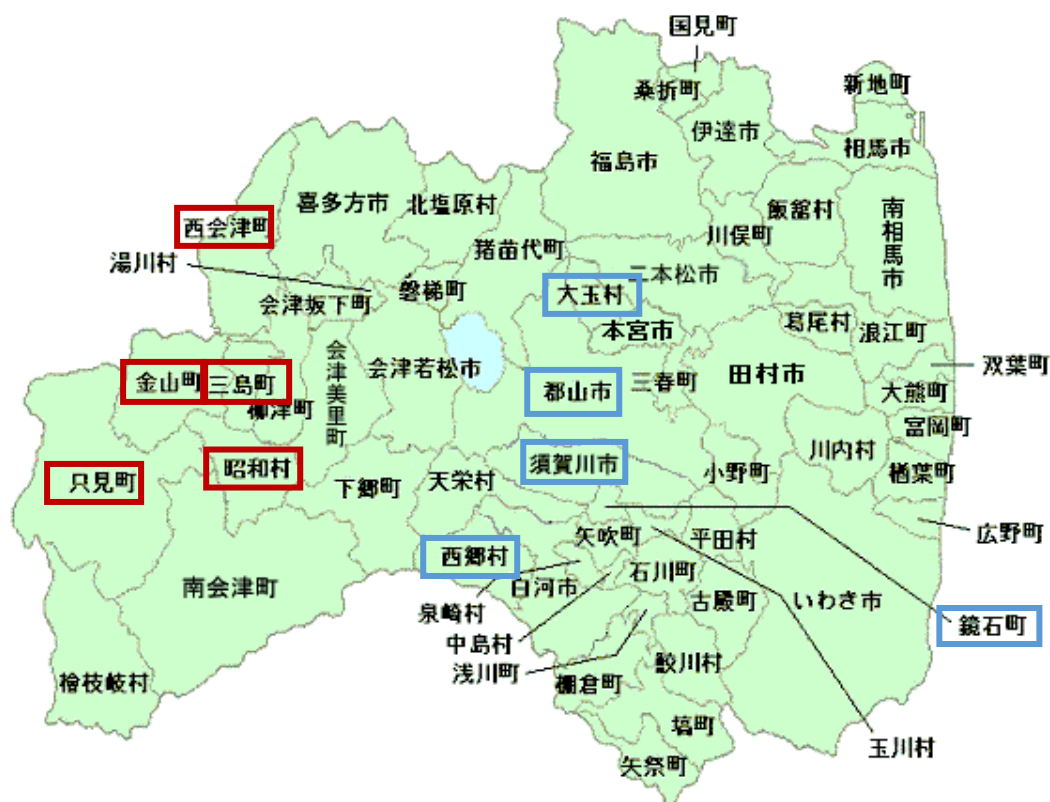 国見町
桑折町
新地町
伊達市
相馬市
福島市
喜多方市
北塩原村
飯舘村
南相馬市
西会津町
川俣町
猪苗代町
湯川村
二本松市
磐梯町
大玉村
会津坂下町
本宮市
葛尾村
浪江町
会津美里町
会津若松市
双葉町
田村市
金山町
三島町
三春町
郡山市
大熊町
柳津町
富岡町
川内村
須賀川市
昭和村
小野町
楢葉町
只見町
天栄村
下郷町
広野町
矢吹町
平田村
西郷村
石川町
白河市
南会津町
古殿町
いわき市
泉崎村
鏡石町
中島村
鮫川村
浅川町
檜枝岐村
棚倉町
塙町
玉川村
矢祭町